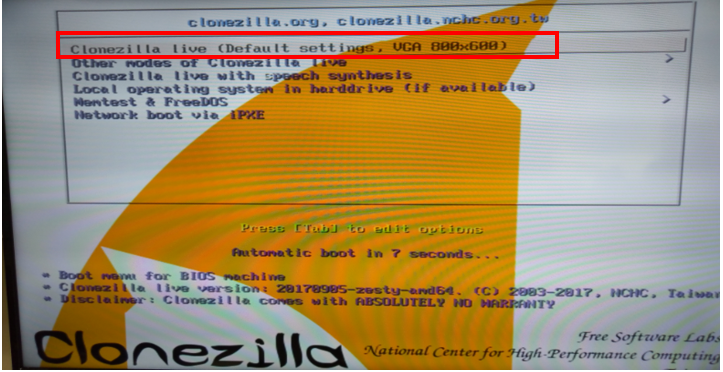 clonezilla.org, clonezilla.nchc.org.tw
Clonezilla live (Default settings, VGA 800x600)
Other modes of Clonezilla live >
Clonezilla live with speech synthesis
Local operating system in harddrive (if available)
Memtest & FreeDOS >
Network boot via iPXE
Press [Tab] to edit options
Automatic boot in 7 seconds...
* Boot menu for BIOS machine
* Clonezilla live version: 20170905-zesty-amd64. (C) 2003-2017, NCHC, Taiwan
* Disclaimer: Clonezilla comes with ABSOLUTELY NO WARRANTY
Clonezilla
Free Software Labs
National Center for High-Performance Computing